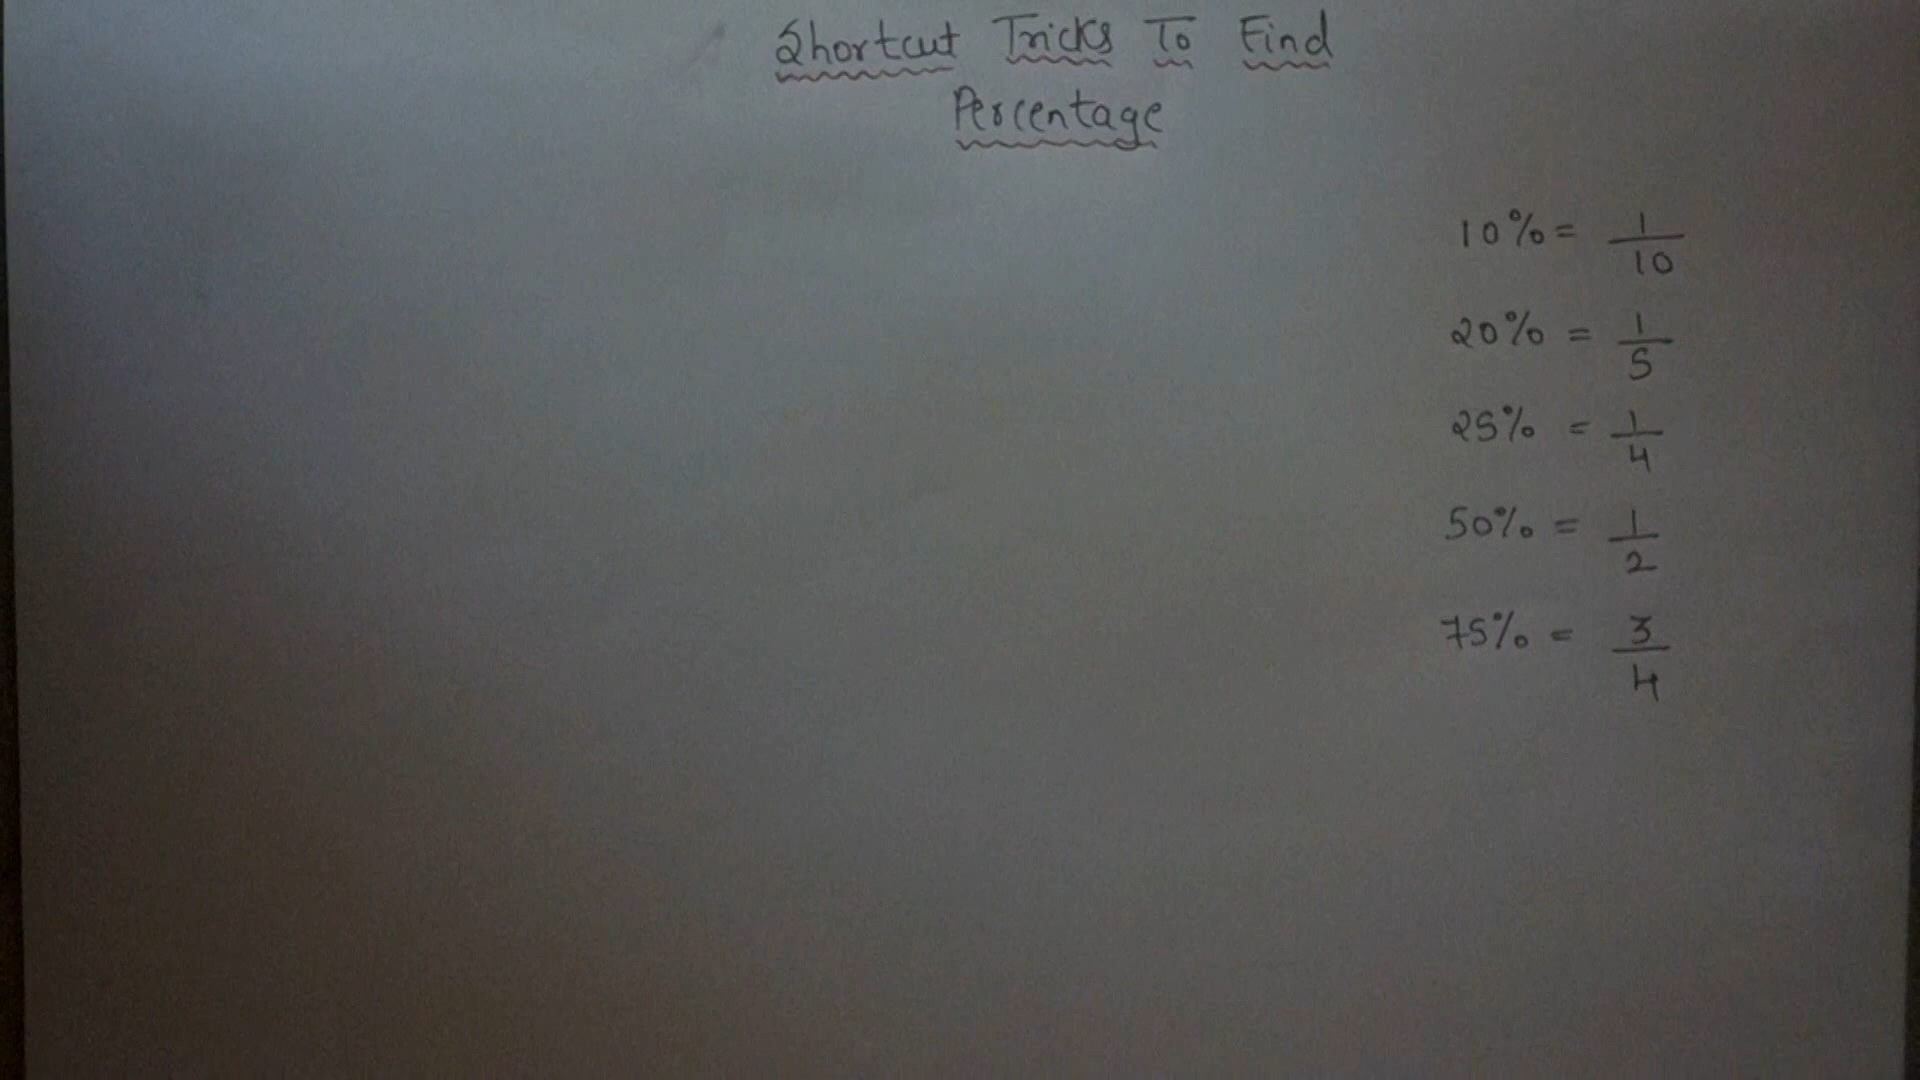 Shortcut Tricks To Find
Percentage
10% = 1/10
20% = 1/5
25% = 1/4
50% = 1/2
75% = 3/4